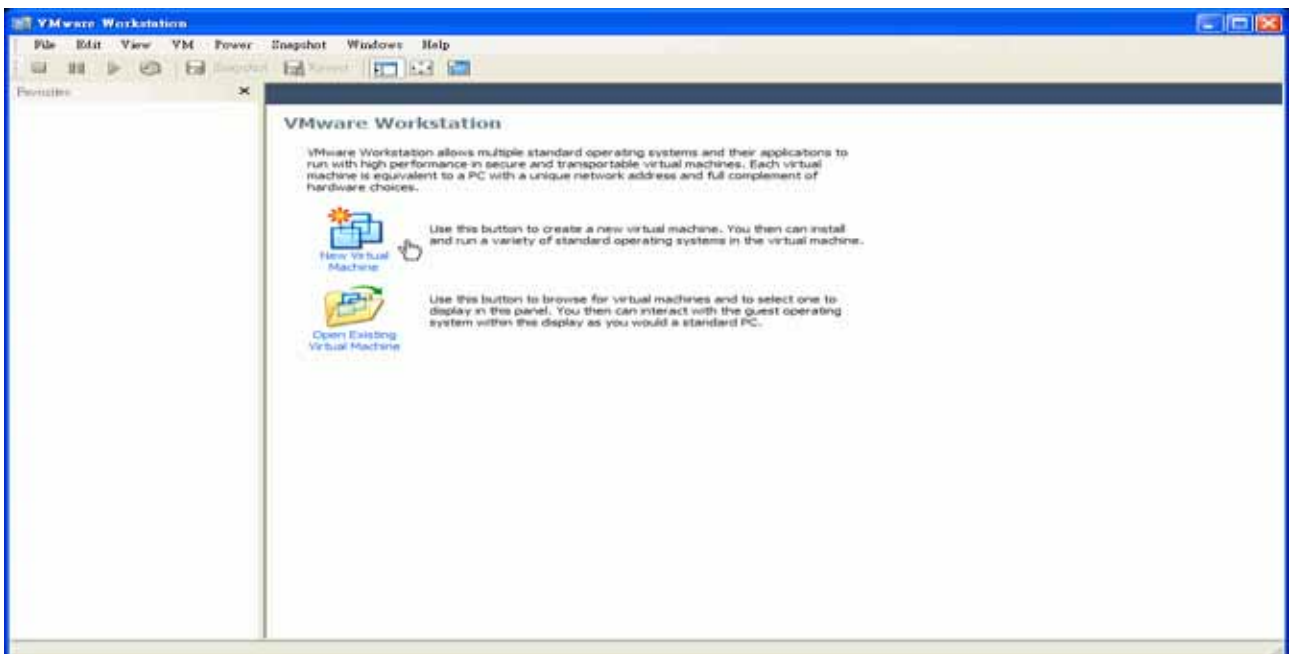 VMware Workstation
File Edit View VM Power Snapshot Windows Help
Snapshot Revert
Favorites
VMware Workstation
VMware Workstation allows multiple standard operating systems and their applications to
run with high performance in secure and transportable virtual machines. Each virtual
machine is equivalent to a PC with a unique network address and full complement of
hardware choices.
New Virtual
Machine
Use this button to create a new virtual machine. You then can install
and run a variety of standard operating systems in the virtual machine.
Open Existing
Virtual Machine
Use this button to browse for virtual machines and to select one to
display in this panel. You then can interact with the guest operating
system within this display as you would a standard PC.